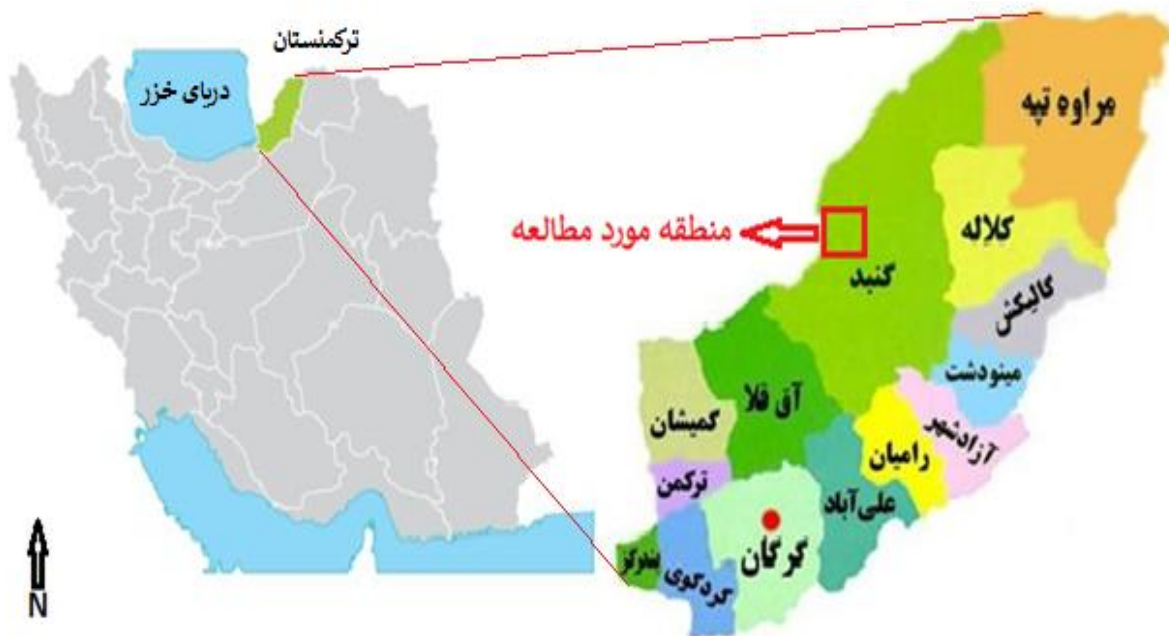 ترکمنستان
دریای خزر
مراوه تپه
کلاله
منطقه مورد مطالعه
گنبد
گالیکش
مینودشت
آق قلا
کمیشان
آزادشهر
رامیان
ترکمن
علی‌آباد
گرگان
بندرگز
کردکوی
N